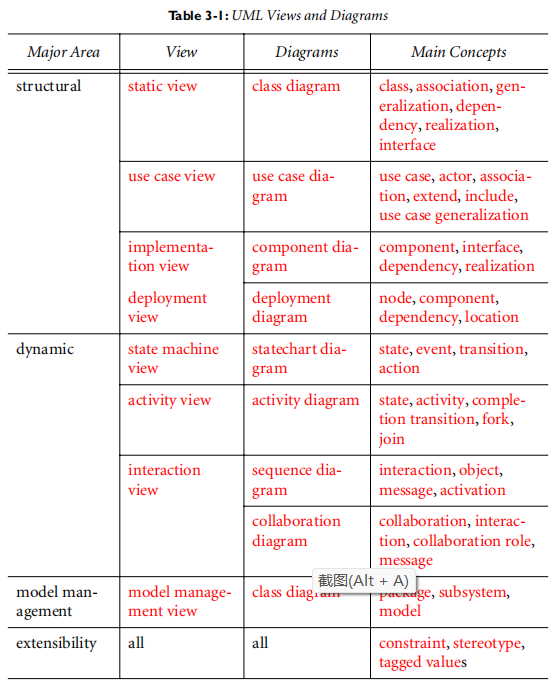 Table 3-1: UML Views and Diagrams
Major Area View Diagrams Main Concepts
structural static view class diagram class, association, gen-
eralization, depen-
dency, realization,
interface
use case view use case dia- use case, actor, associa-
gram tion, extend, include,
use case generalization
implementa- component dia- component, interface,
tion view gram dependency, realization
deployment deployment node, component,
view diagram dependency, location
dynamic state machine statechart dia- state, event, transition,
view gram action
activity view activity diagram state, activity, comple-
tion transition, fork,
join
interaction sequence dia- interaction, object,
view gram message, activation
collaboration collaboration, interac-
diagram tion, collaboration role,
message
截图(Alt + A)
model man- model manage- class diagram package, subsystem,
agement ment view model
extensibility all all constraint, stereotype,
tagged values